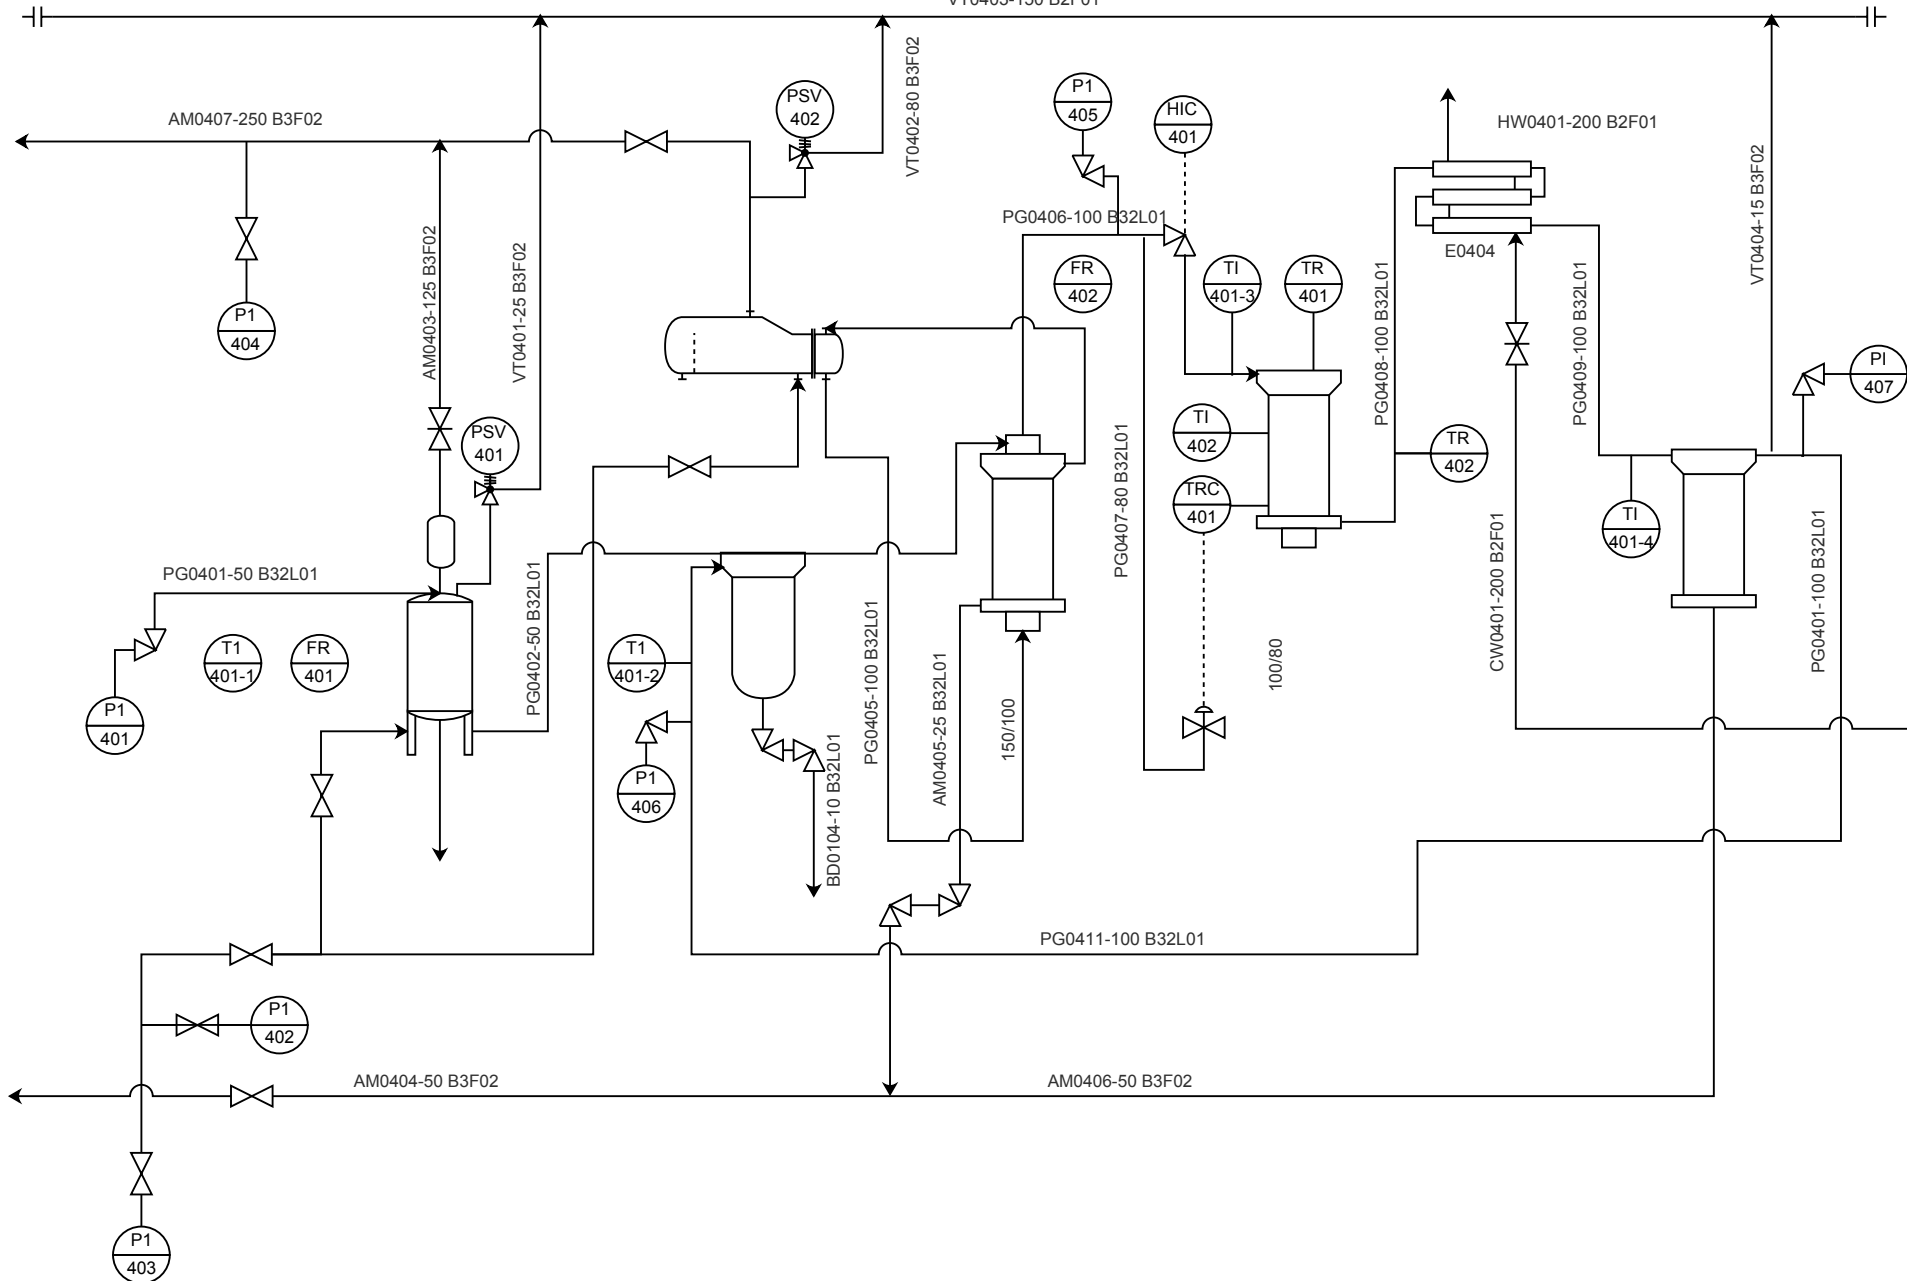 VT0403-150 B2F01
AM0407-250 B3F02
PSV
402
VT0402-80 B3F02
P1
405
HIC
401
HW0401-200 B2F01
VT0404-15 B3F02
AM0403-125 B3F02
VT0401-25 B3F02
PG0406-100 B32L01
E0404
P1
404
FR
402
TI
401-3
TR
401
PG0408-100 B32L01
PG0409-100 B32L01
PI
407
PSV
401
TI
402
TR
402
TRC
401
TI
401-4
PG0407-80 B32L01
PG0401-50 B32L01
PG0402-50 B32L01
T1
401-1
FR
401
T1
401-2
PG0405-100 B32L01
AM0405-25 B32L01
150/100
100/80
CW0401-200 B2F01
PG0401-100 B32L01
P1
401
P1
406
BD0104-10 B32L01
PG0411-100 B32L01
P1
402
AM0404-50 B3F02
AM0406-50 B3F02
P1
403